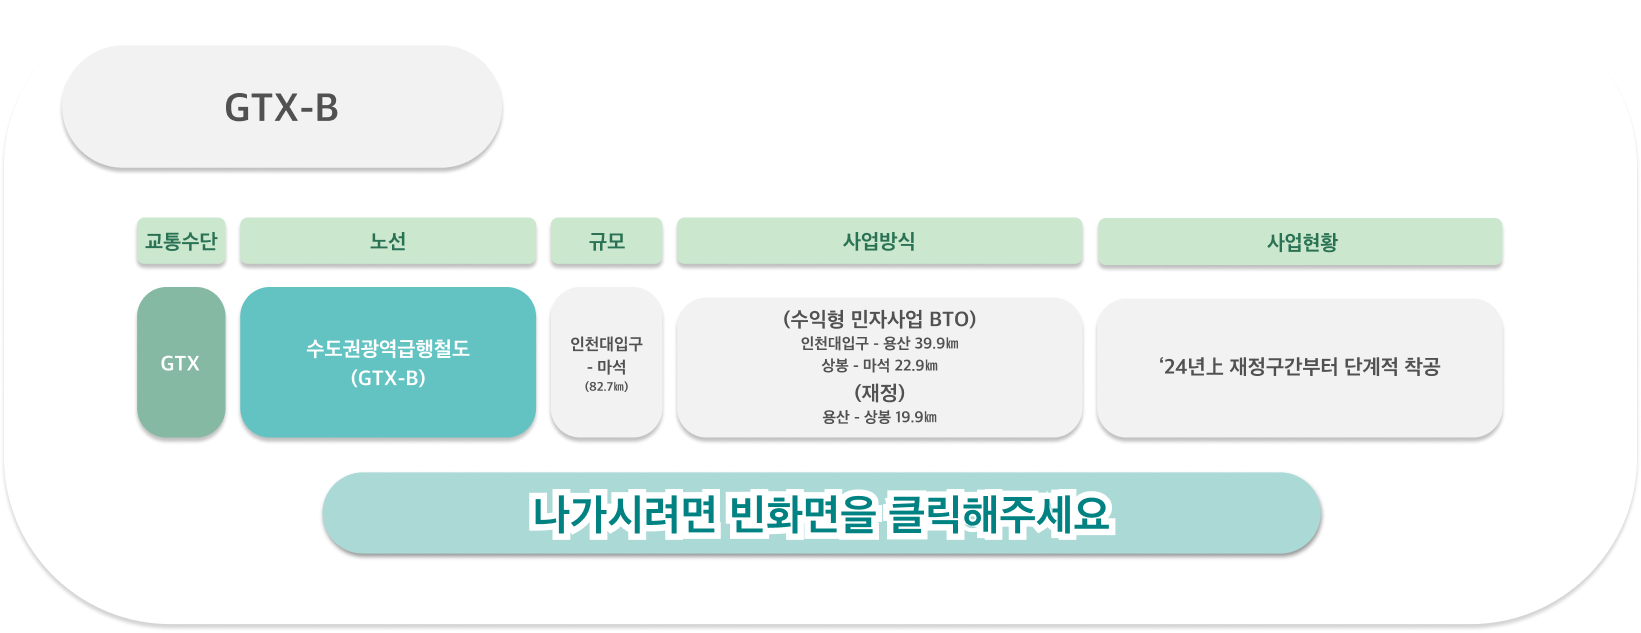 GTX-B
교통수단
노선
규모
사업방식
사업현황
GTX
수도권광역급행철도
(GTX-B)
인천대입구
- 마석
(82.7㎞)
(수익형 민자사업 BTO)
인천대입구 - 용산 39.9㎞
상봉 - 마석 22.9㎞
(재정)
용산 - 상봉 19.9㎞
‘24년上 재정구간부터 단계적 착공
나가시려면 빈화면을 클릭해주세요